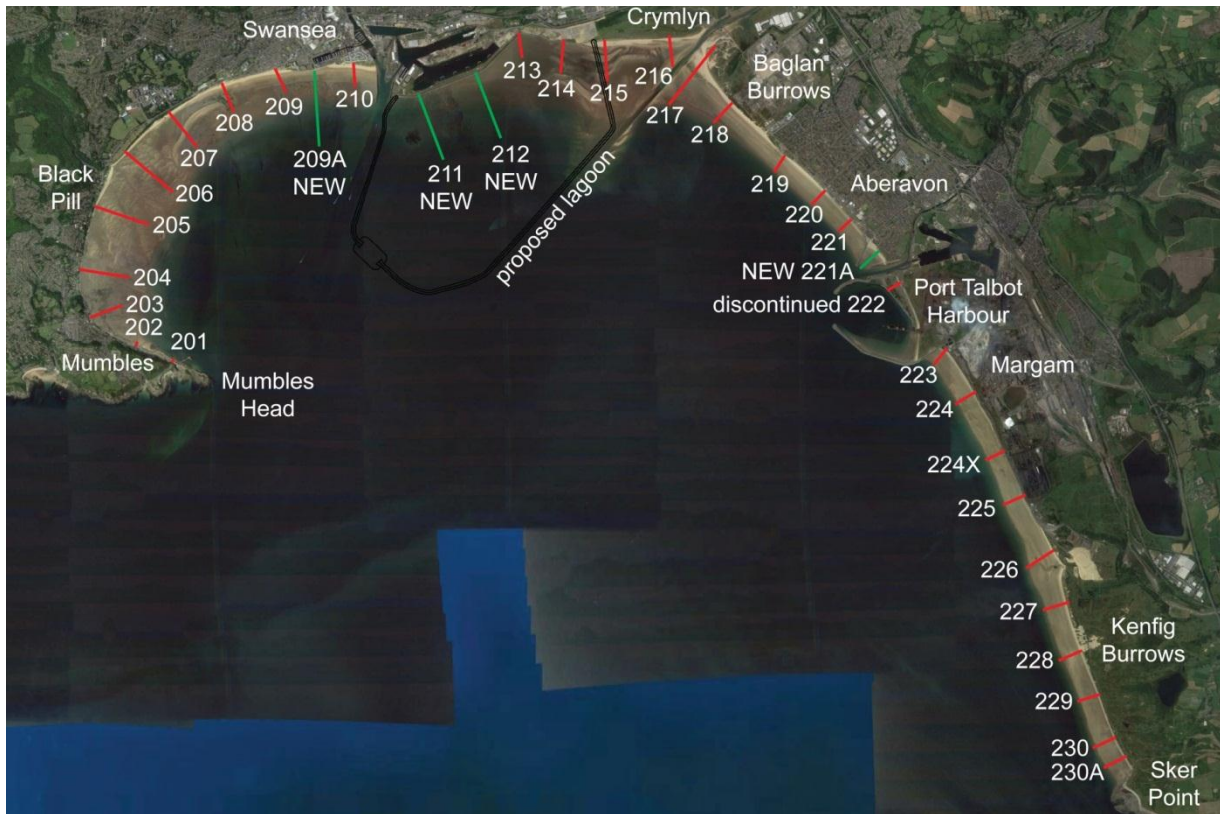 Swansea
Crymlyn
213
214
215
216
217
Baglan
Burrows
218
210
209
208
207
206
205
204
203
202
201
209A
NEW
211
NEW
212
NEW
Black
Pill
proposed lagoon
219
220
221
Aberavon
NEW 221A
discontinued 222
Port Talbot
Harbour
Mumbles
Mumbles
Head
223
224
Margam
224X
225
226
227
Kenfig
Burrows
228
229
230
230A
Sker
Point